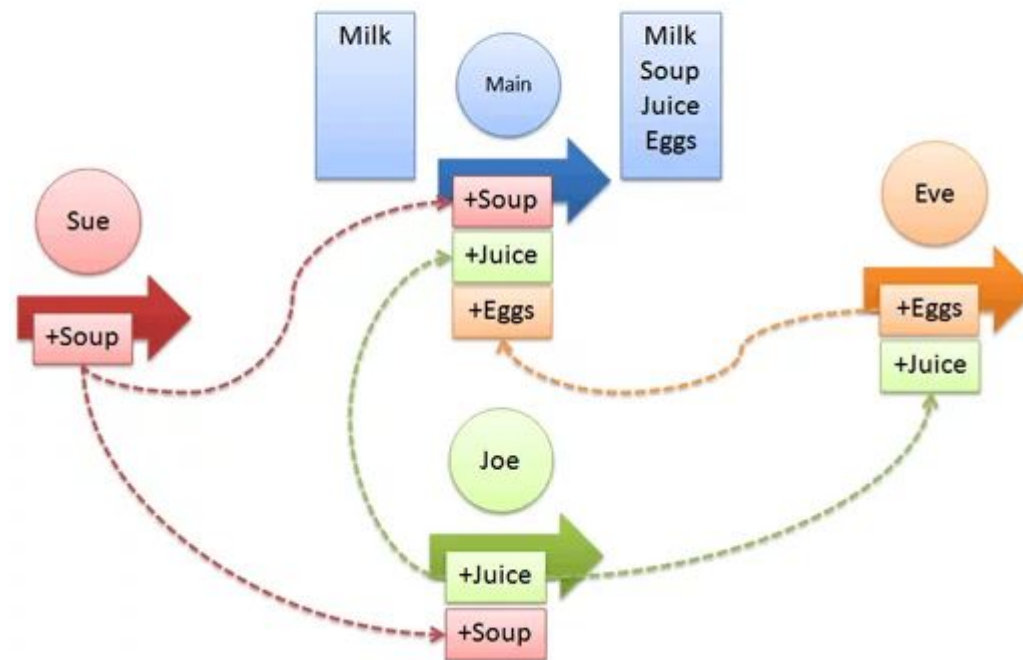 Milk
Main
Milk
Soup
Juice
Eggs
Sue
+Soup
+Soup
+Juice
+Eggs
Eve
+Eggs
+Juice
Joe
+Juice
+Soup